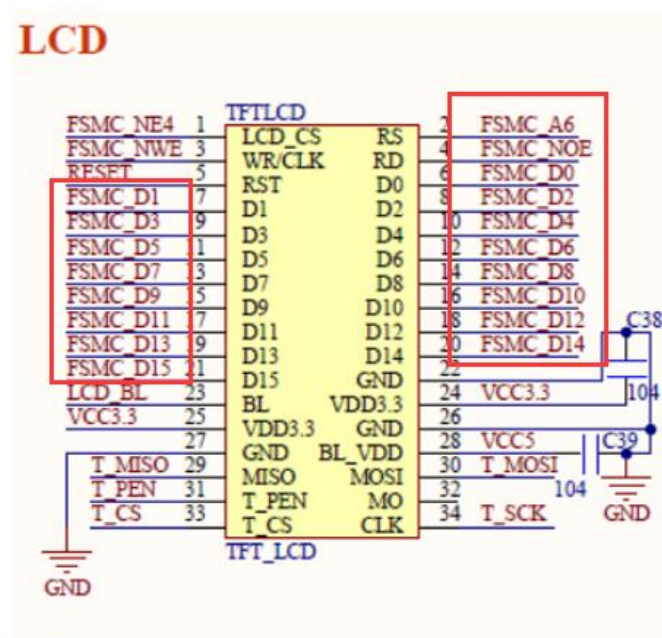 LCD
TFTLCD
FSMC_NE4 1 LCD_CS RS 2 FSMC_A6
FSMC_NWE 3 WR/CLK RD 4 FSMC_NOE
RESET 5 RST D0 6 FSMC_D0
FSMC_D1 7 D1 D2 8 FSMC_D2
FSMC_D3 9 D3 D4 10 FSMC_D4
FSMC_D5 11 D5 D6 12 FSMC_D6
FSMC_D7 13 D7 D8 14 FSMC_D8
FSMC_D9 15 D9 D10 16 FSMC_D10
FSMC_D11 17 D11 D12 18 FSMC_D12 C38
FSMC_D13 19 D13 D14 20 FSMC_D14
FSMC_D15 21 D15 GND 22
LCD_BL 23 BL VDD3.3 24 VCC3.3 104
VCC3.3 25 VDD3.3 GND 26
27 GND BL_VDD 28 VCC5 C39
T_MISO 29 MISO MOSI 30 T_MOSI 104
T_PEN 31 T_PEN MO 32
T_CS 33 T_CS CLK 34 T_SCK GND
TFT_LCD
GND